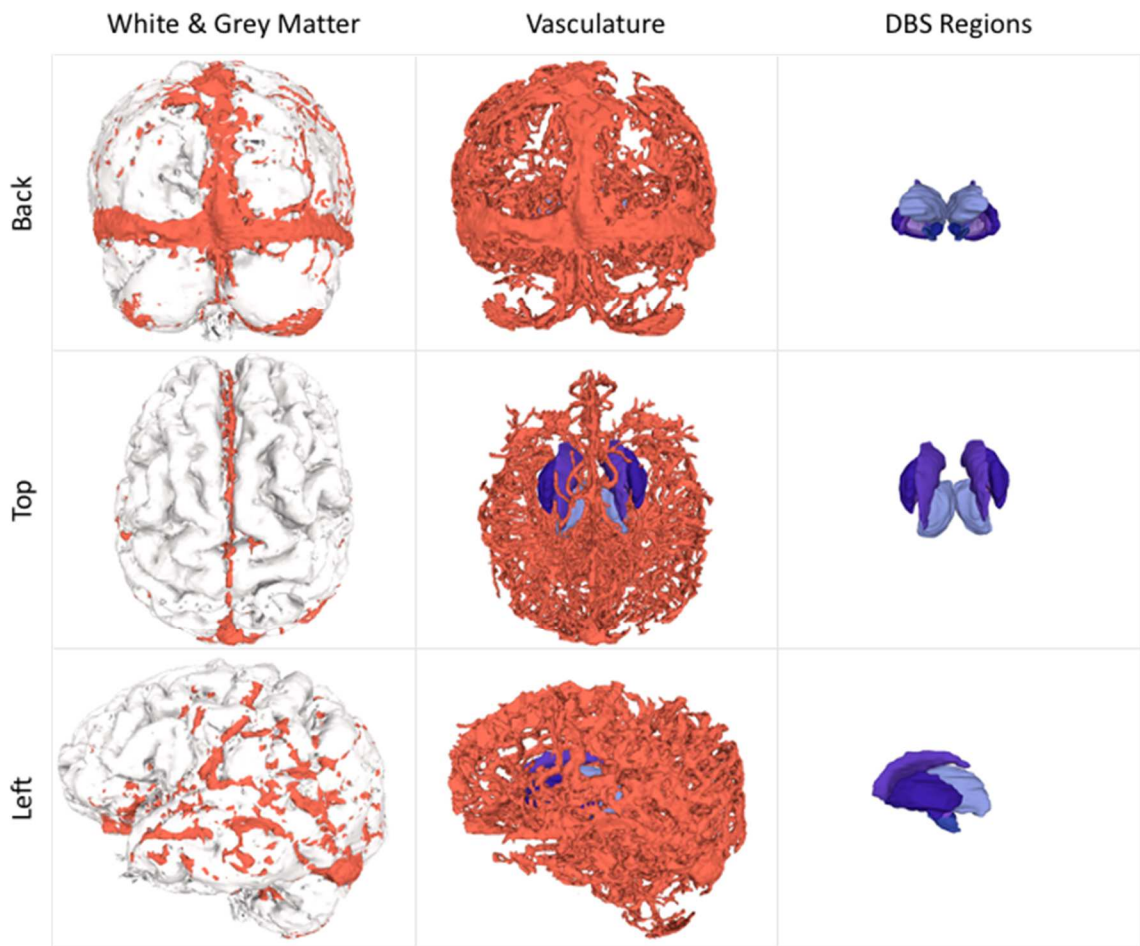 White & Grey Matter
Vasculature
DBS Regions
Back
Top
Left